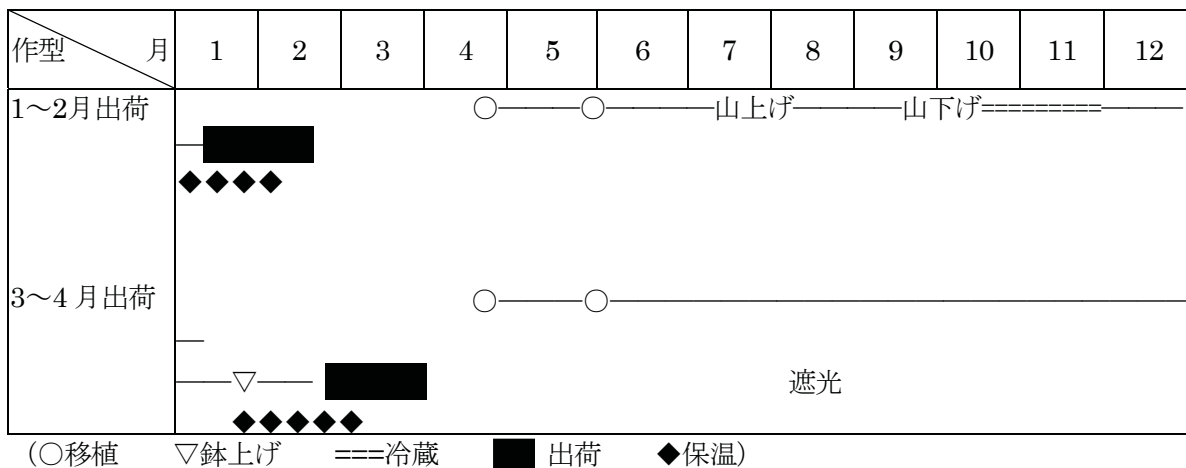 作型 月 1 2 3 4 5 6 7 8 9 10 11 12
1~2月出荷 ○―――○――――山上げ――――山下げ=========―――
―■
◆◆◆◆
3~4月出荷 ○―――○――――――――――――――――――――――
―
――▽―― ■ 遮光
◆◆◆◆◆
(○移植 ▽鉢上げ ===冷蔵 ■ 出荷 ◆保温)